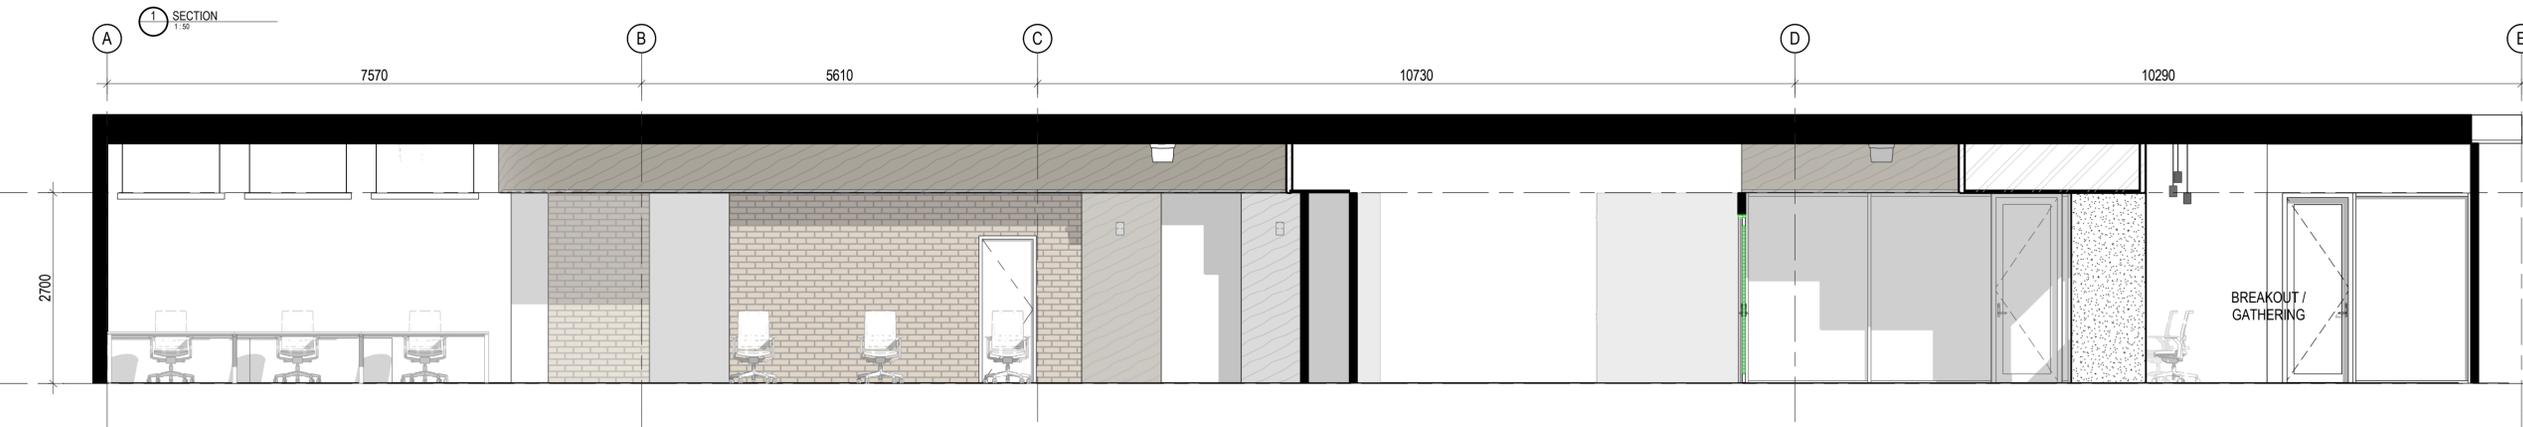 1
SECTION
1 : 50
A
B
C
D
E
7570
5610
10730
10290
2700
BREAKOUT /
GATHERING